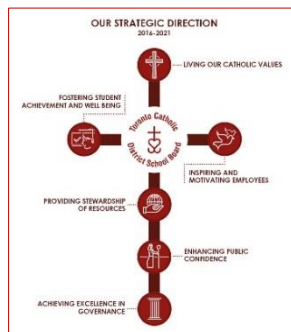 OUR STRATEGIC DIRECTION
2016-2021
LIVING OUR CATHOLIC VALUES
FOSTERING STUDENT
ACHIEVEMENT AND WELL BEING
Toronto Catholic
District School Board
INSPIRING AND
MOTIVATING EMPLOYEES
PROVIDING STEWARDSHIP
OF RESOURCES
ENHANCING PUBLIC
CONFIDENCE
ACHIEVING EXCELLENCE IN
GOVERNANCE